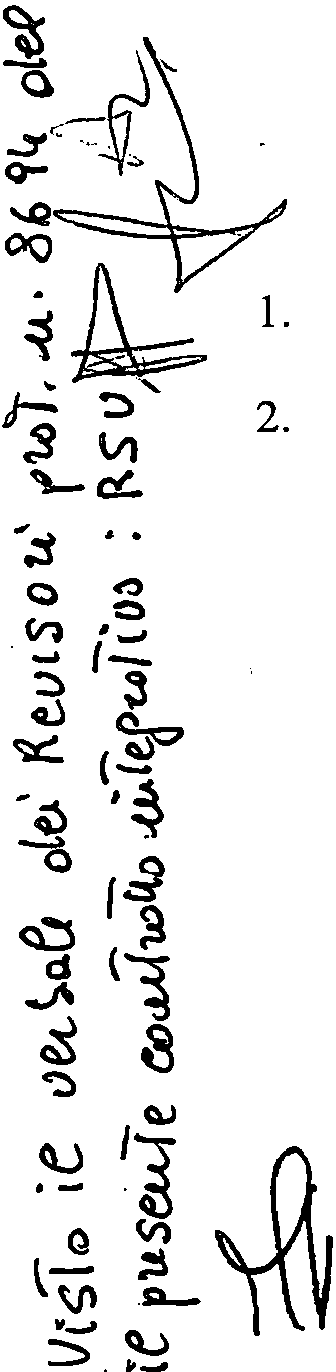 Visto il verbale dei Revisori prot. n. 8694 del
il presente contratto integrativo : RSU
1.
2.